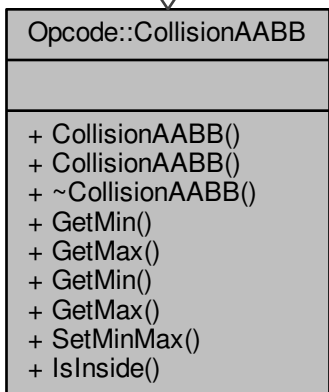 Opcode::CollisionAABB
+ CollisionAABB()
+ CollisionAABB()
+ ~CollisionAABB()
+ GetMin()
+ GetMax()
+ GetMin()
+ GetMax()
+ SetMinMax()
+ IsInside()